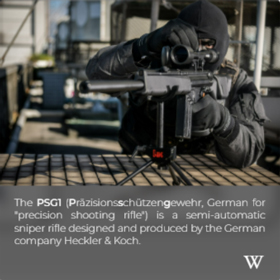 The PSG1 (Präzisionsschützengewehr, German for
"precision shooting rifle") is a semi-automatic
sniper rifle designed and produced by the German
company Heckler & Koch.
W